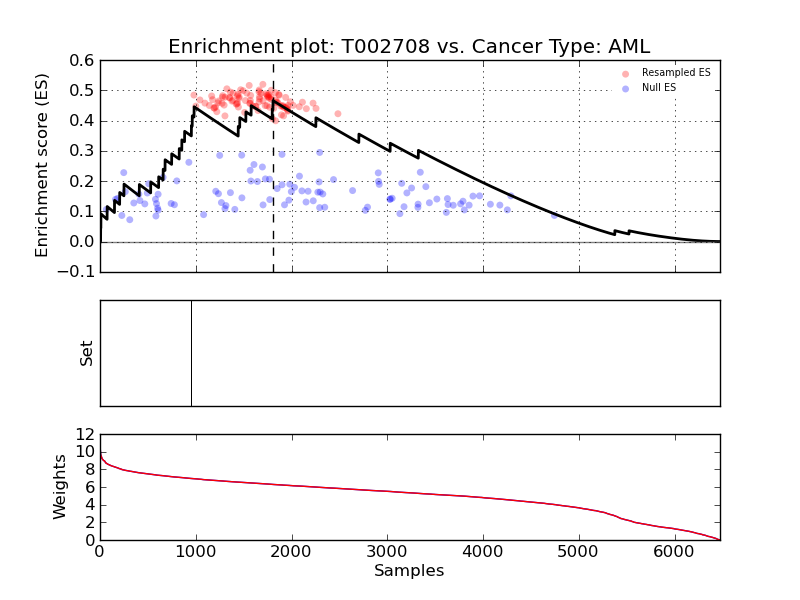 Enrichment plot: T002708 vs. Cancer Type: AML
Enrichment score (ES)
0.6
0.5
0.4
0.3
0.2
0.1
0.0
−0.1
Resampled ES
Null ES
Set
Weights
12
10
8
6
4
2
0
0 1000 2000 3000 4000 5000 6000
Samples